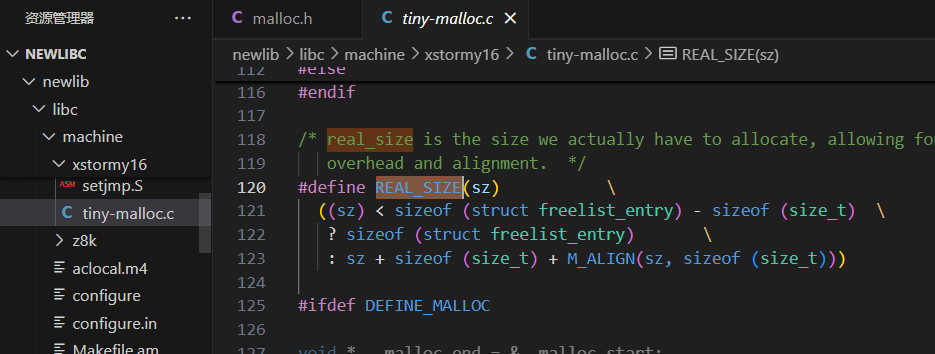 资源管理器
···
NEWLIBC
newlib
libc
machine
xstormy16
ASM setjmp.S
C tiny-malloc.c
z8k
aclocal.m4
configure
configure.in
Makefile.am
C malloc.h
C tiny-malloc.c ×
newlib > libc > machine > xstormy16 > C tiny-malloc.c > REAL_SIZE(sz)
112 #else
116 #endif
117
118 /* real_size is the size we actually have to allocate, allowing fo
119 overhead and alignment. */
120 #define REAL_SIZE(sz) \
121 ((sz) < sizeof (struct freelist_entry) - sizeof (size_t) \
122 ? sizeof (struct freelist_entry) \
123 : sz + sizeof (size_t) + M_ALIGN(sz, sizeof (size_t)))
124
125 #ifdef DEFINE_MALLOC
126
127 void * __malloc_end = &__malloc_start;